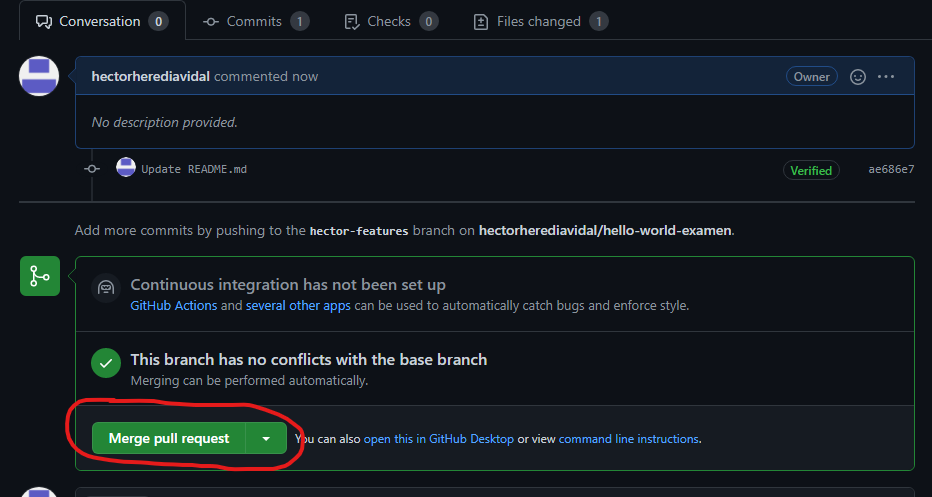 Conversation 0 Commits 1 Checks 0 Files changed 1
hectorherediavidal commented now Owner
No description provided.
Update README.md Verified ae686e7
Add more commits by pushing to the hector-features branch on hectorherediavidal/hello-world-examen.
Continuous integration has not been set up
GitHub Actions and several other apps can be used to automatically catch bugs and enforce style.
This branch has no conflicts with the base branch
Merging can be performed automatically.
Merge pull request You can also open this in GitHub Desktop or view command line instructions.